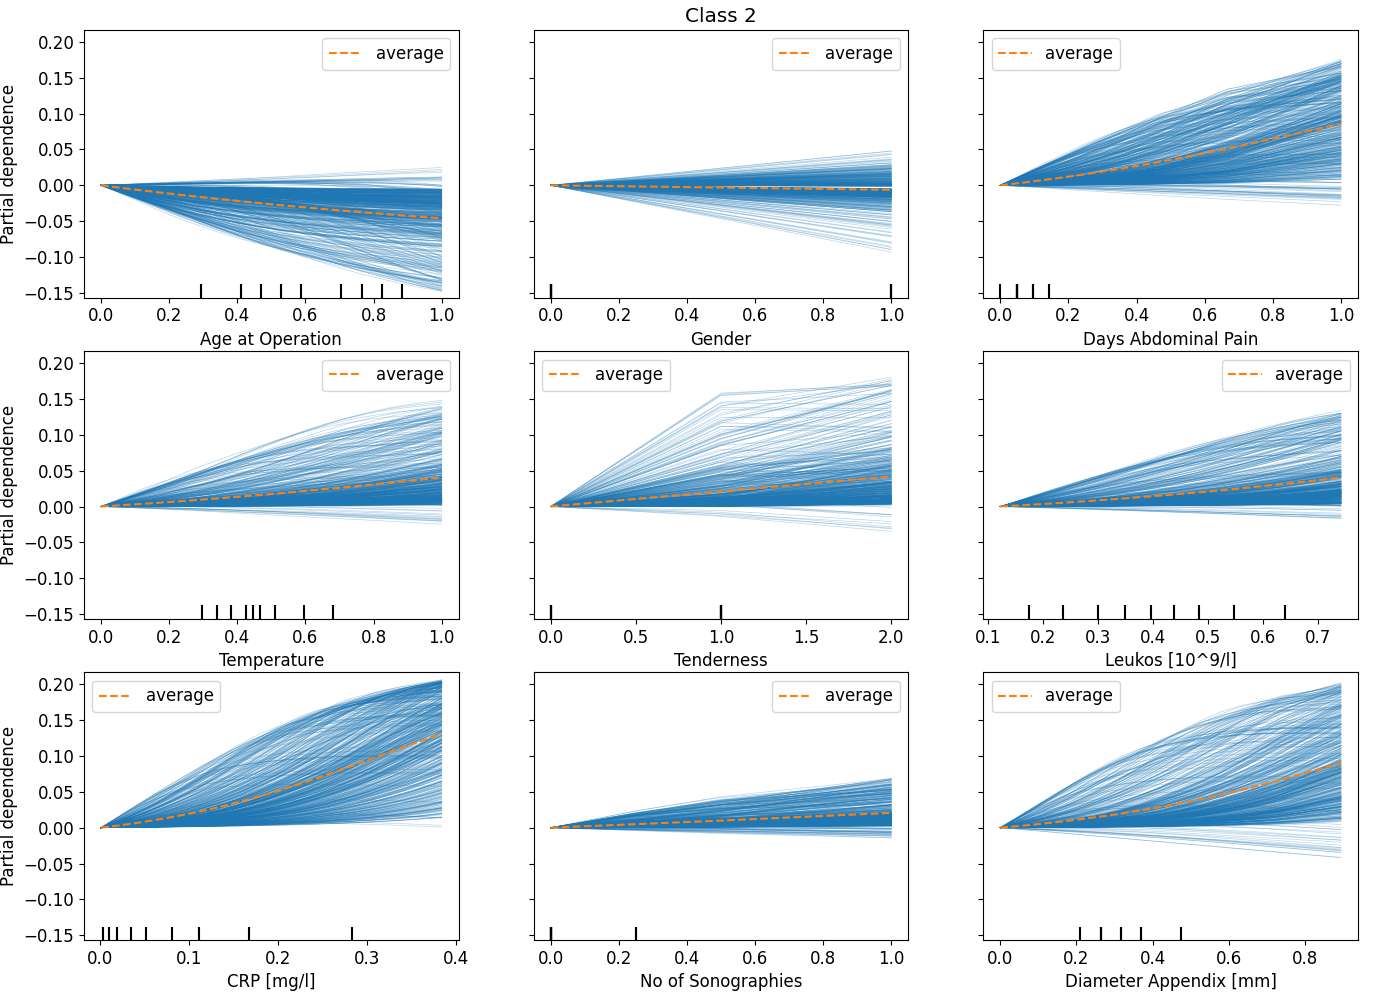 Class 2
Partial dependence
0.20
0.15
0.10
0.05
0.00
−0.05
−0.10
−0.15
average
0.0 0.2 0.4 0.6 0.8 1.0
Age at Operation
average
0.0 0.2 0.4 0.6 0.8 1.0
Gender
average
0.0 0.2 0.4 0.6 0.8 1.0
Days Abdominal Pain
Partial dependence
0.20
0.15
0.10
0.05
0.00
−0.05
−0.10
−0.15
average
0.0 0.2 0.4 0.6 0.8 1.0
Temperature
average
0.0 0.5 1.0 1.5 2.0
Tenderness
average
0.1 0.2 0.3 0.4 0.5 0.6 0.7
Leukos [10^9/l]
Partial dependence
0.20
0.15
0.10
0.05
0.00
−0.05
−0.10
−0.15
average
0.0 0.1 0.2 0.3 0.4
CRP [mg/l]
average
0.0 0.2 0.4 0.6 0.8 1.0
No of Sonographies
average
0.0 0.2 0.4 0.6 0.8
Diameter Appendix [mm]